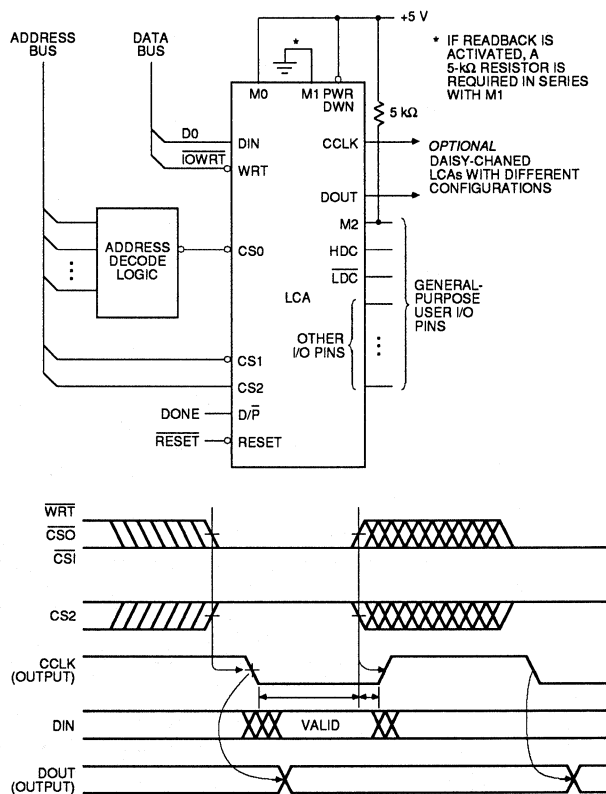 ADDRESS
BUS
DATA
BUS
+5 V
* IF READBACK IS
ACTIVATED, A
5-kΩ RESISTOR IS
REQUIRED IN SERIES
WITH M1
*
M0
M1
PWR
DWN
5 kΩ
D0
DIN
IOWRT
WRT
CCLK
OPTIONAL
DAISY-CHANED
LCAs WITH DIFFERENT
CONFIGURATIONS
DOUT
M2
ADDRESS
DECODE
LOGIC
CS0
HDC
LDC
LCA
GENERAL-
PURPOSE
USER I/O
PINS
OTHER
I/O PINS
CS1
CS2
DONE
D/P
RESET
RESET
WRT
CSO
CSI
CS2
CCLK
(OUTPUT)
DIN
VALID
DOUT
(OUTPUT)